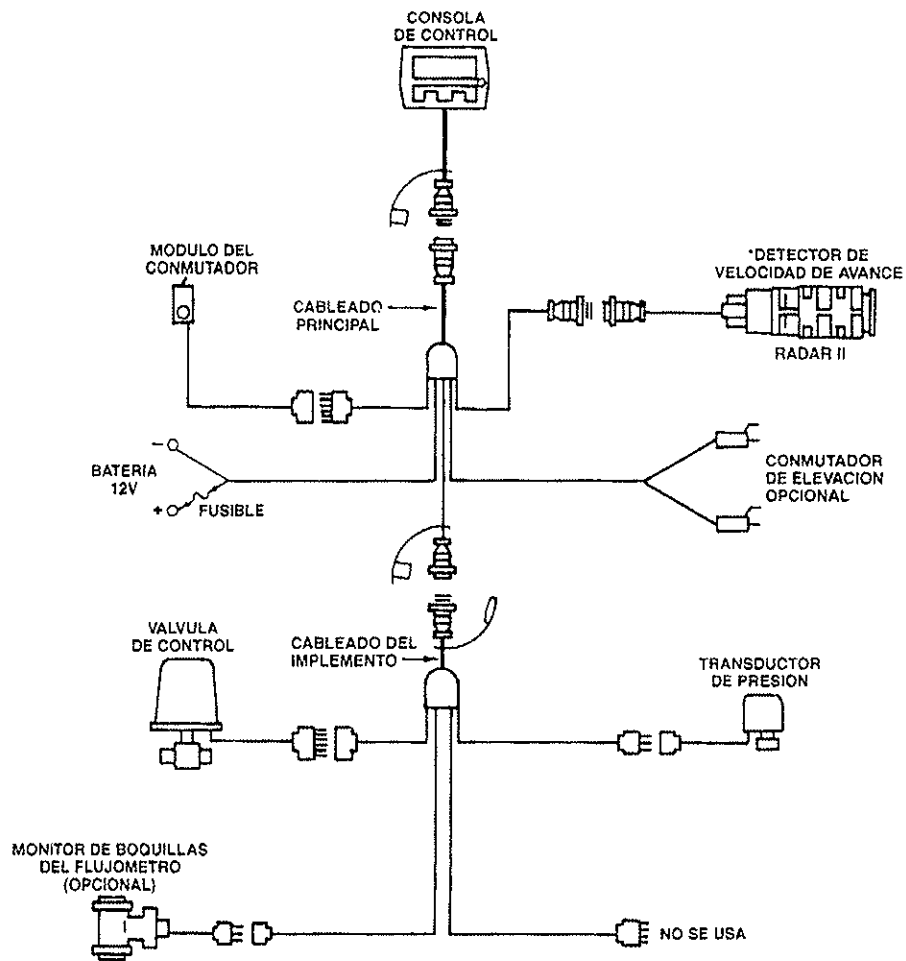 CONSOLA
DE CONTROL
MODULO DEL
CONMUTADOR
*DETECTOR DE
VELOCIDAD DE AVANCE
CABLEADO
PRINCIPAL
RADAR II
BATERIA
12V
FUSIBLE
CONMUTADOR
DE ELEVACION
OPCIONAL
VALVULA
DE CONTROL
CABLEADO DEL
IMPLEMENTO
TRANSDUCTOR
DE PRESION
MONITOR DE BOQUILLAS
DEL FLUJOMETRO
(OPCIONAL)
NO SE USA